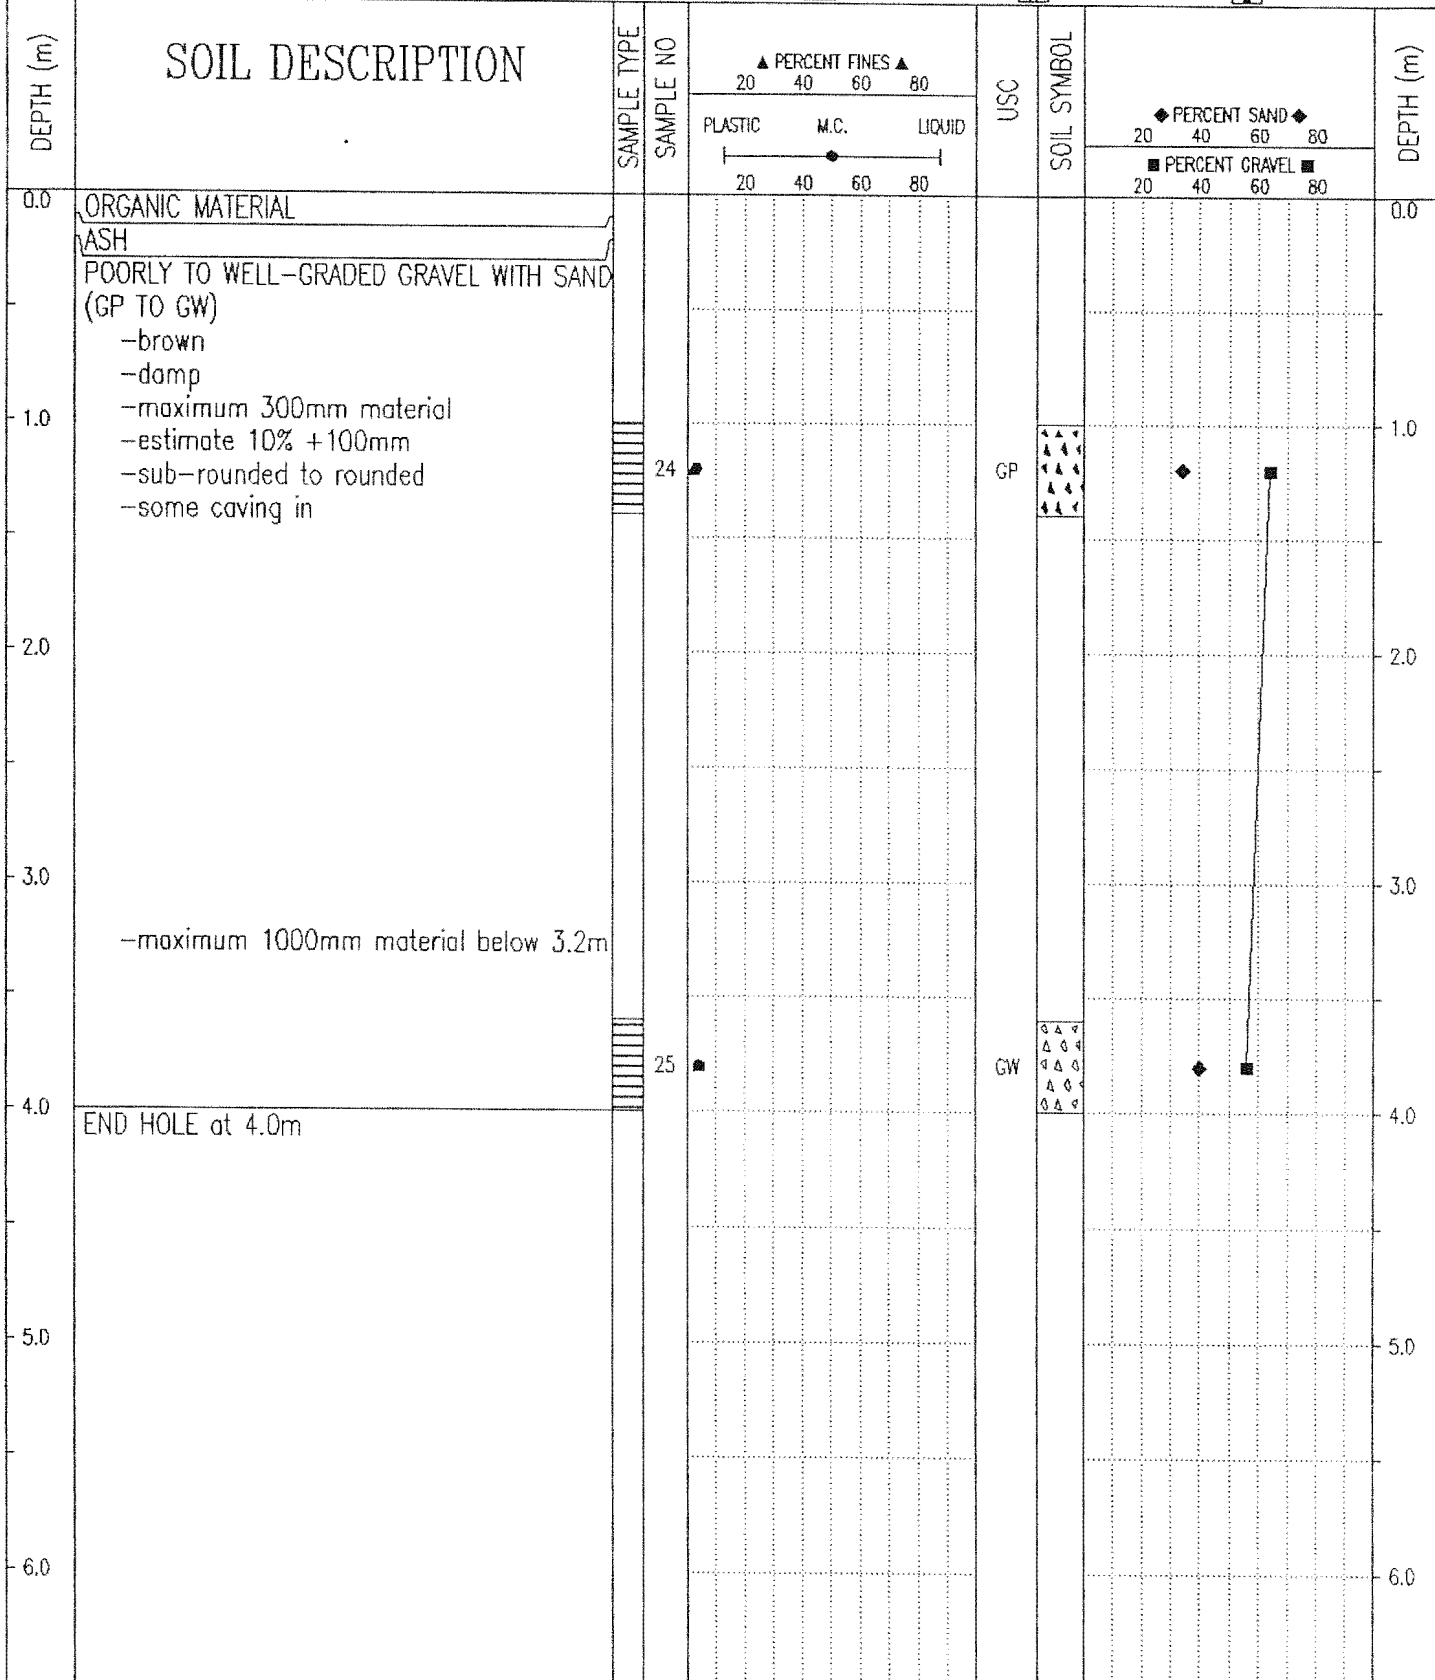 DEPTH (m)
SOIL DESCRIPTION
SAMPLE TYPE
SAMPLE NO
▲ PERCENT FINES ▲
20 40 60 80
PLASTIC M.C. LIQUID
20 40 60 80
USC
SOIL SYMBOL
◆ PERCENT SAND ◆
20 40 60 80
■ PERCENT GRAVEL ■
20 40 60 80
DEPTH (m)
0.0 ORGANIC MATERIAL 0.0
ASH
POORLY TO WELL-GRADED GRAVEL WITH SAND
(GP TO GW)
-brown
-damp
1.0 -maximum 300mm material 1.0
-estimate 10% +100mm
-sub-rounded to rounded 24 GP
-some caving in
2.0 2.0
3.0 3.0
-maximum 1000mm material below 3.2m
25 GW
4.0 4.0
END HOLE at 4.0m
5.0 5.0
6.0 6.0